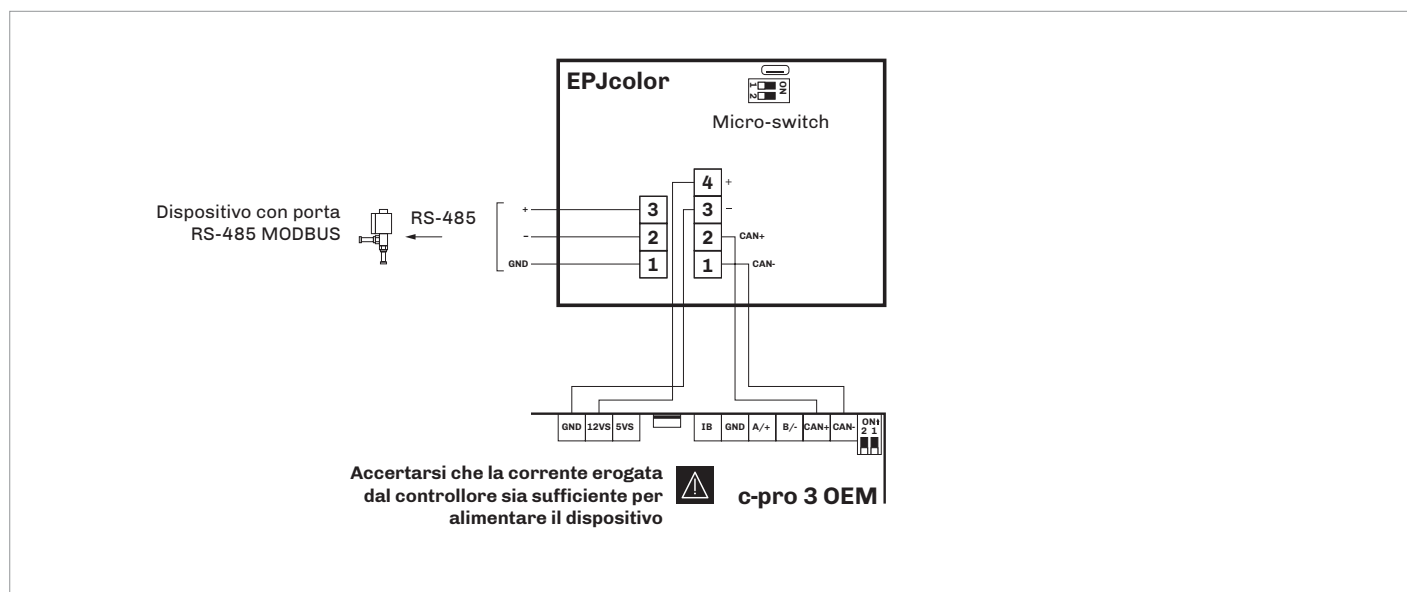 EPJcolor
ON
1 2
Micro-switch
4 +
3 −
2 CAN+
1 CAN-
3
2
1
Dispositivo con porta
RS-485 MODBUS
RS-485
+
−
GND
GND 12VS 5VS IB GND A/+ B/- CAN+ CAN-
ON
2 1
Accertarsi che la corrente erogata
dal controllore sia sufficiente per
alimentare il dispositivo
c-pro 3 OEM